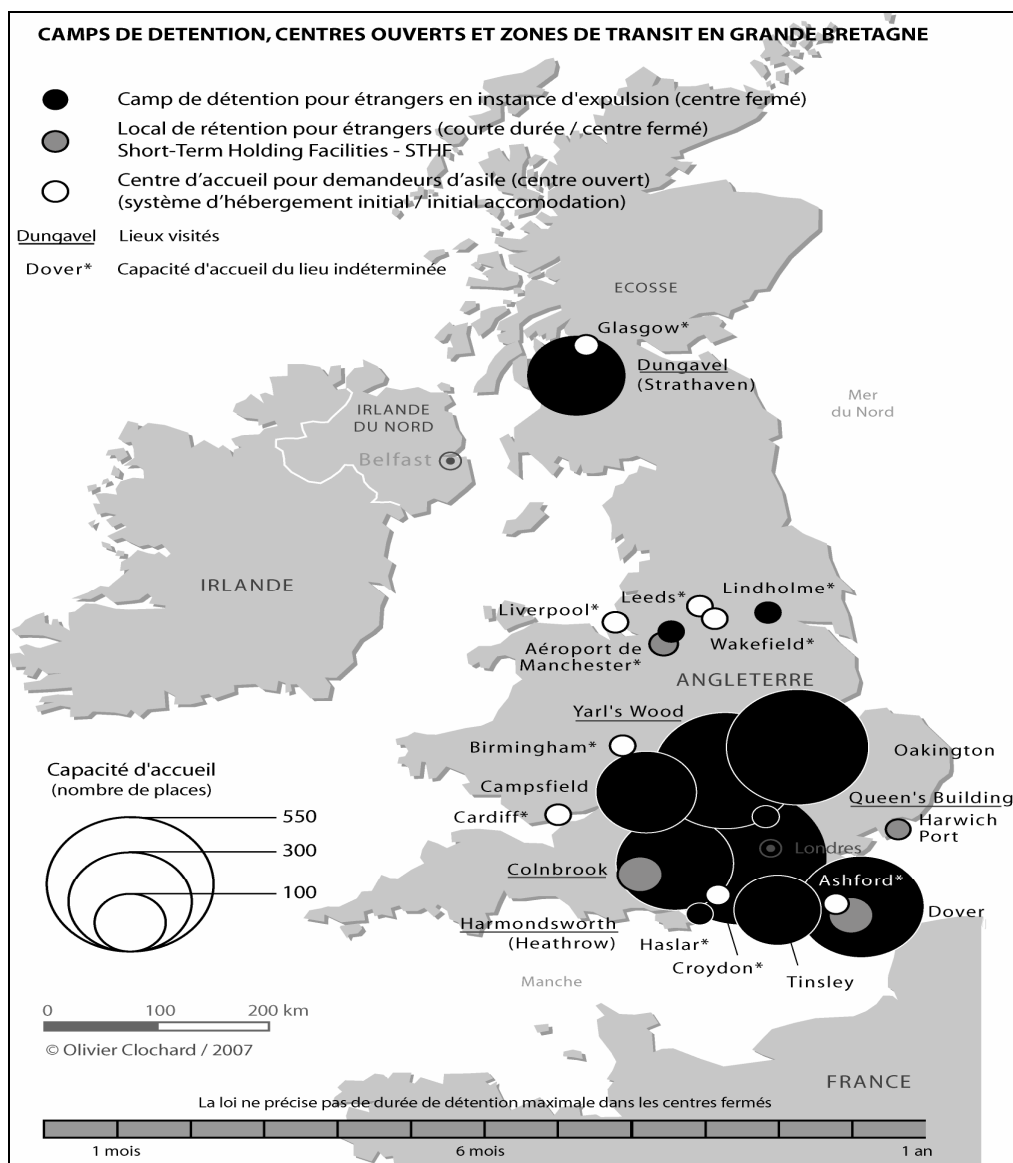 CAMPS DE DETENTION, CENTRES OUVERTS ET ZONES DE TRANSIT EN GRANDE BRETAGNE
Camp de détention pour étrangers en instance d'expulsion (centre fermé)
Local de rétention pour étrangers (courte durée / centre fermé)
Short-Term Holding Facilities - STHF
Centre d'accueil pour demandeurs d'asile (centre ouvert)
(système d'hébergement initial / initial accomodation)
Dungavel Lieux visités
Dover* Capacité d'accueil du lieu indéterminée
ECOSSE
Glasgow*
Dungavel
(Strathaven)
Mer
du Nord
IRLANDE
DU NORD
Belfast
IRLANDE
Lindholme*
Leeds*
Liverpool*
Wakefield*
Aéroport de
Manchester*
ANGLETERRE
Yarl's Wood
Birmingham*
Oakington
Campsfield
Queen's Building
Cardiff*
Harwich
Port
Londres
Colnbrook
Ashford*
Dover
Harmondsworth
(Heathrow)
Haslar*
Croydon*
Tinsley
Manche
Capacité d'accueil
(nombre de places)
550
300
100
0 100 200 km
© Olivier Clochard / 2007
FRANCE
La loi ne précise pas de durée de détention maximale dans les centres fermés
1 mois 6 mois 1 an